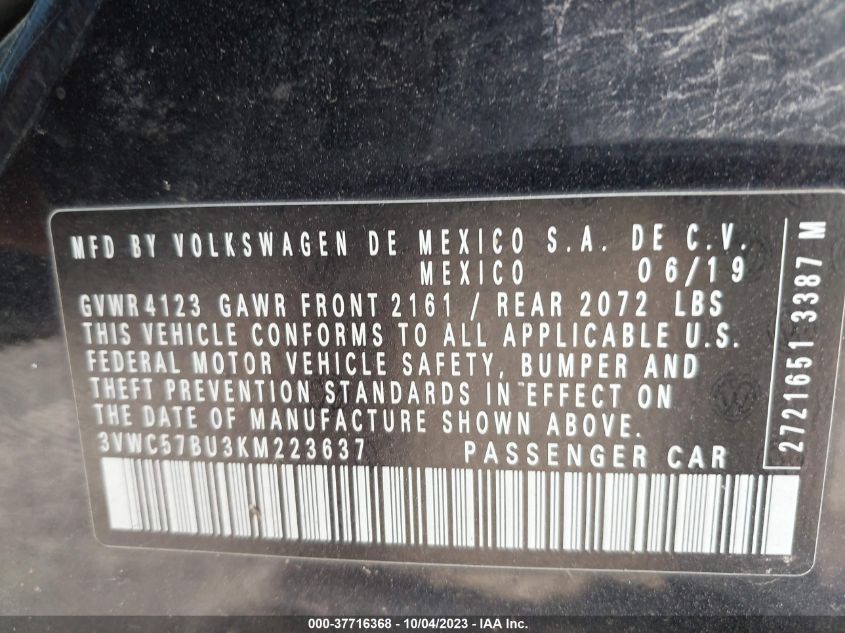 MFD BY VOLKSWAGEN DE MEXICO S.A. DE C.V.
MEXICO 06/19
GVWR 4123 GAWR FRONT 2161 / REAR 2072 LBS
THIS VEHICLE CONFORMS TO ALL APPLICABLE U.S.
FEDERAL MOTOR VEHICLE SAFETY, BUMPER AND
THEFT PREVENTION STANDARDS IN EFFECT ON
THE DATE OF MANUFACTURE SHOWN ABOVE.
3VWC57BU3KM223637 PASSENGER CAR
2721651 3387 M
000-37716368 - 10/04/2023 - IAA, Inc.